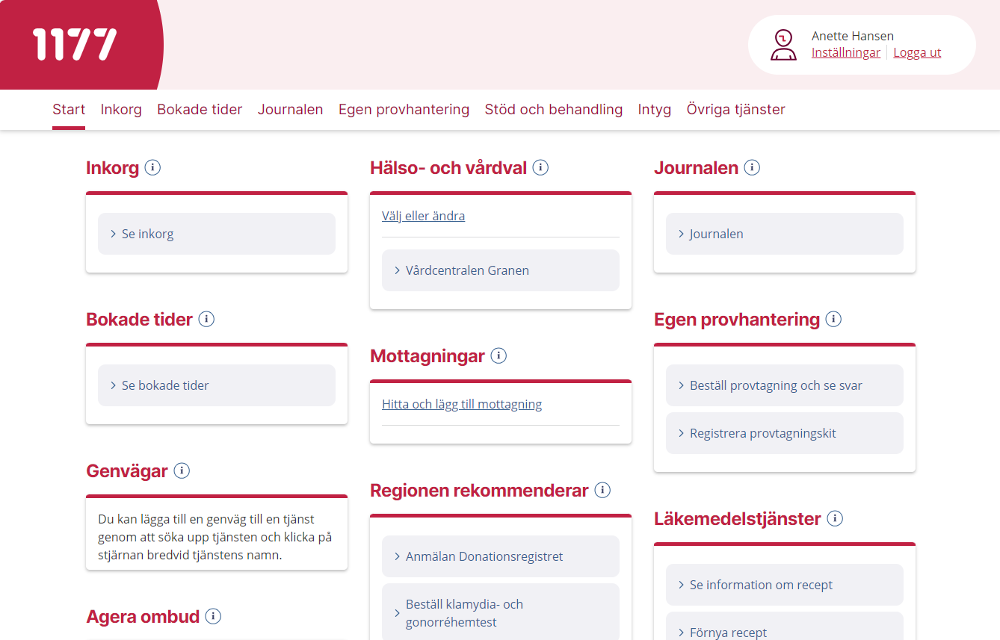 1177
Anette Hansen
Inställningar Logga ut
Start Inkorg Bokade tider Journalen Egen provhantering Stöd och behandling Intyg Övriga tjänster
Inkorg
Se inkorg
Bokade tider
Se bokade tider
Genvägar
Du kan lägga till en genväg till en tjänst
genom att söka upp tjänsten och klicka på
stjärnan bredvid tjänstens namn.
Agera ombud
Hälso- och vårdval
Välj eller ändra
Vårdcentralen Granen
Mottagningar
Hitta och lägg till mottagning
Regionen rekommenderar
Anmälan Donationsregistret
Beställ klamydia- och
gonorréhemtest
Journalen
Journalen
Egen provhantering
Beställ provtagning och se svar
Registrera provtagningskit
Läkemedelstjänster
Se information om recept
Förnya recept